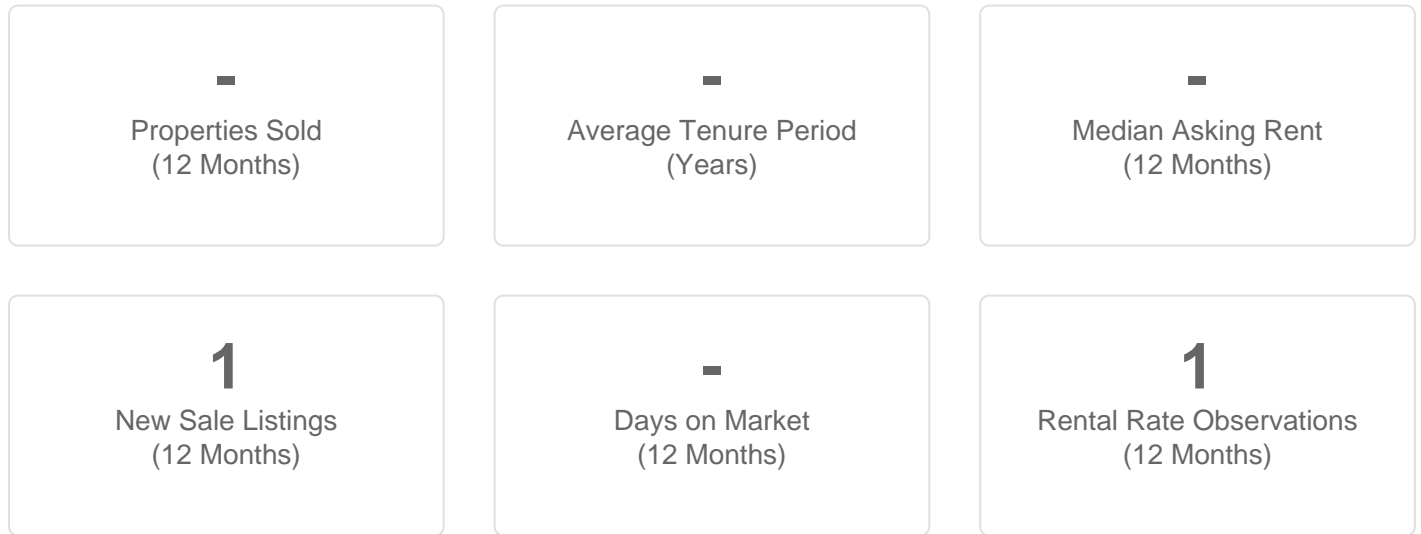 -
Properties Sold
(12 Months)
-
Average Tenure Period
(Years)
-
Median Asking Rent
(12 Months)
1
New Sale Listings
(12 Months)
-
Days on Market
(12 Months)
1
Rental Rate Observations
(12 Months)